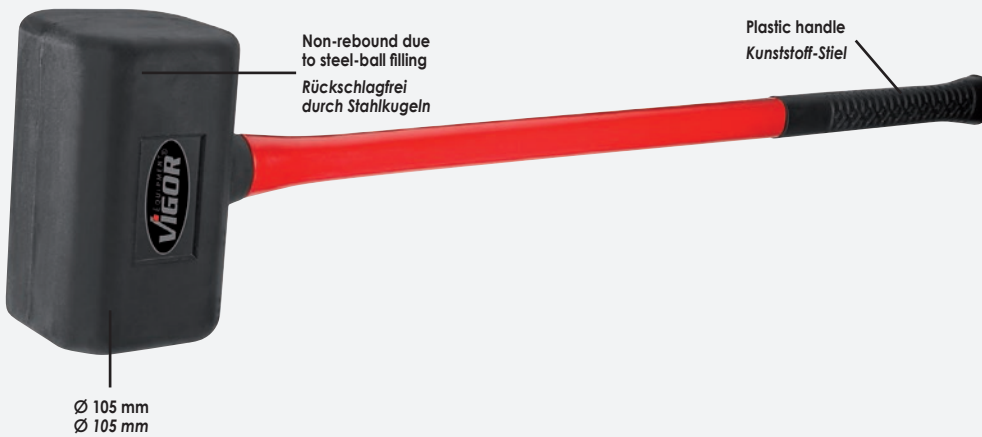 Non-rebound due
to steel-ball filling
Rückschlagfrei
durch Stahlkugeln
Plastic handle
Kunststoff-Stiel
EQUIPMENT
VIGOR
Ø 105 mm
Ø 105 mm